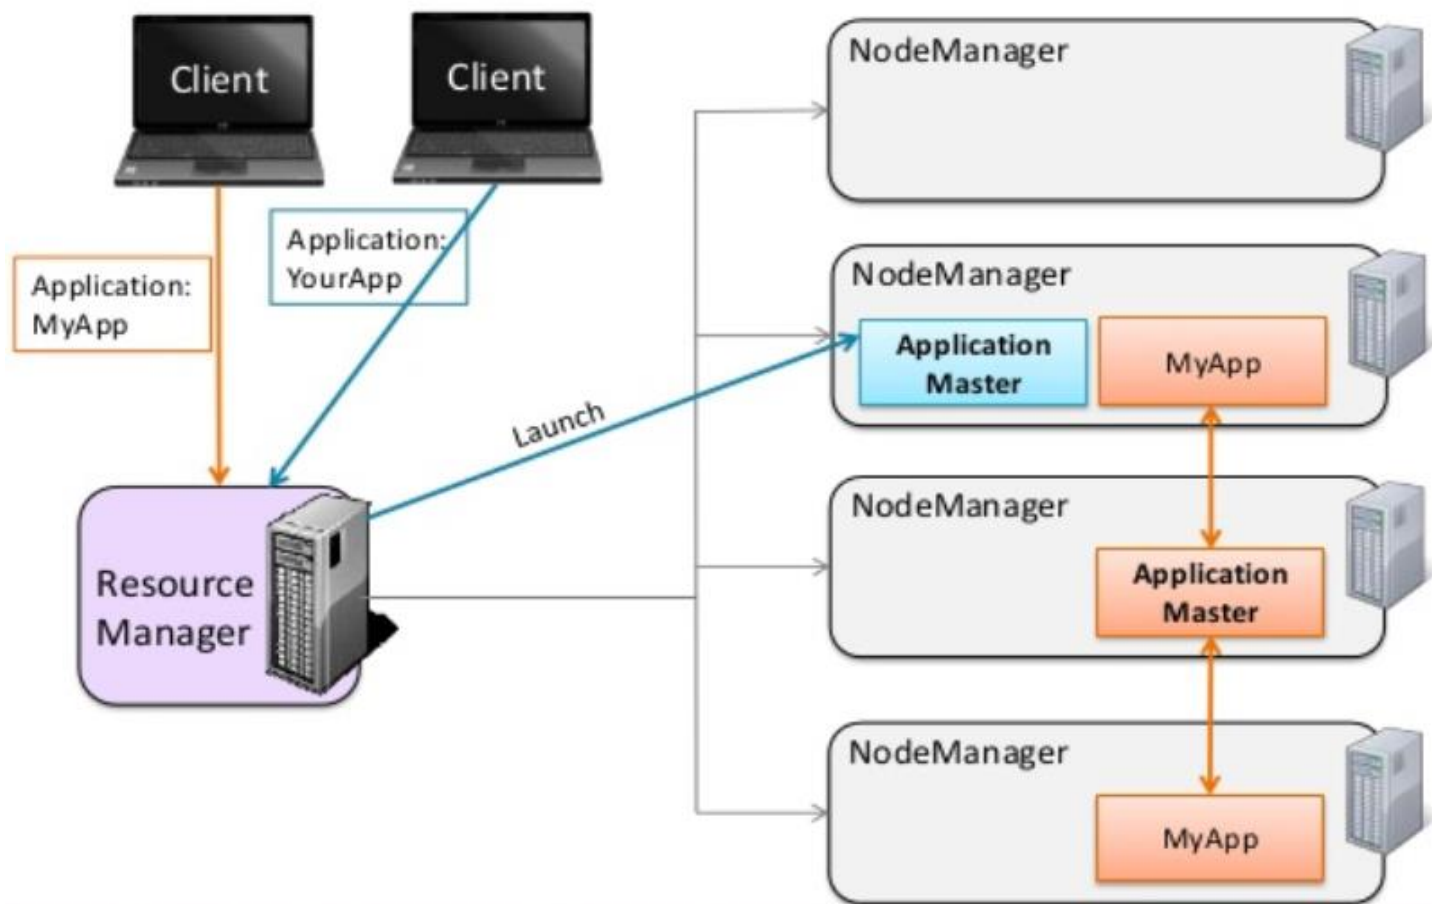 Client
Client
Application:
MyApp
Application:
YourApp
Launch
Resource
Manager
NodeManager
NodeManager
Application
Master
MyApp
NodeManager
Application
Master
NodeManager
MyApp